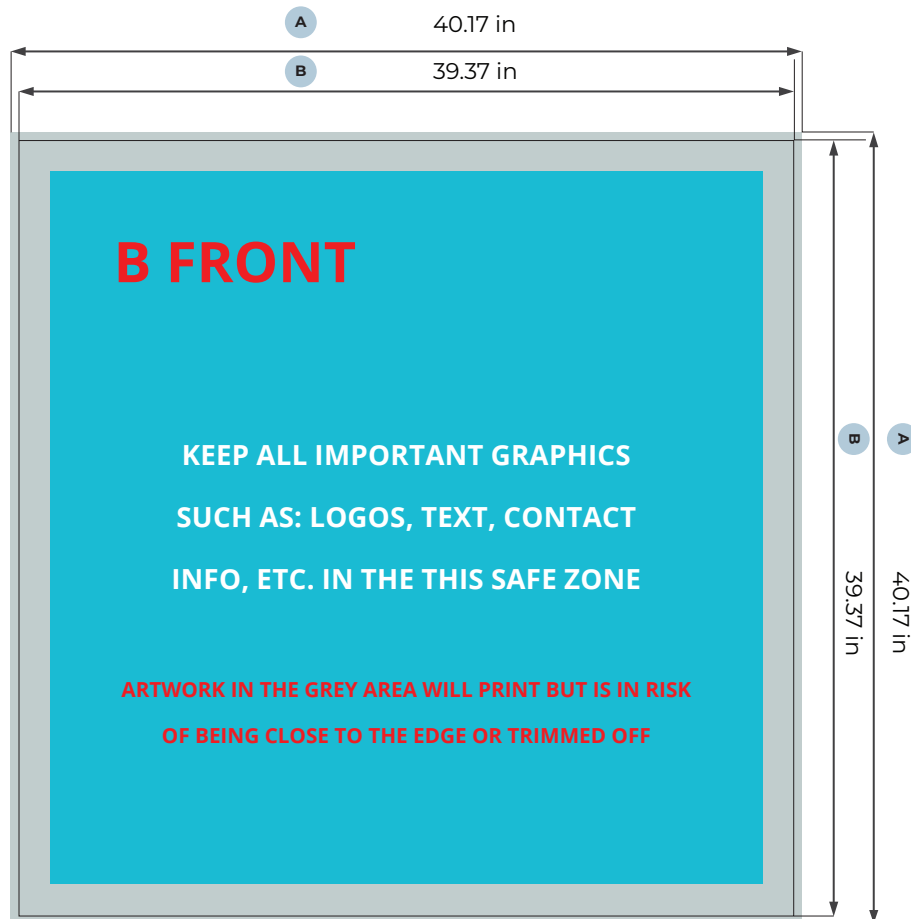 A 40.17 in
B 39.37 in
B FRONT
KEEP ALL IMPORTANT GRAPHICS
SUCH AS: LOGOS, TEXT, CONTACT
INFO, ETC. IN THE THIS SAFE ZONE
ARTWORK IN THE GREY AREA WILL PRINT BUT IS IN RISK
OF BEING CLOSE TO THE EDGE OR TRIMMED OFF
B 39.37 in
A 40.17 in